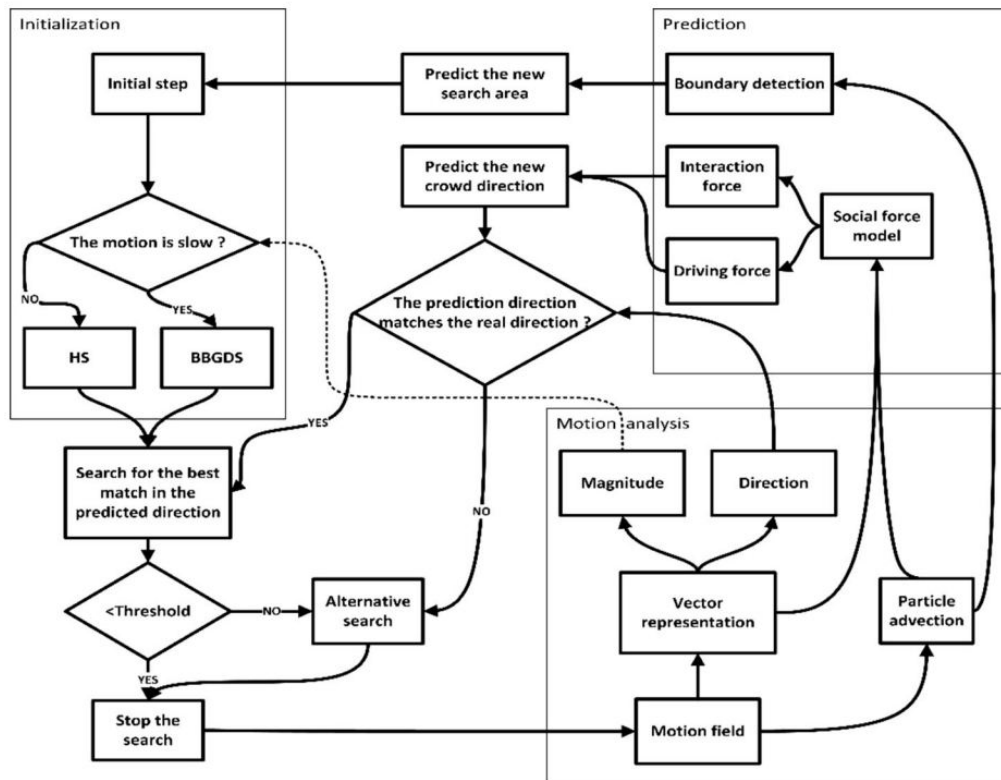 Initialization
Prediction
Initial step
Predict the new
search area
Boundary detection
Predict the new
crowd direction
Interaction
force
Social force
model
The motion is slow ?
Driving force
The prediction direction
matches the real direction ?
NO
YES
HS
BBGDS
YES
Motion analysis
Search for the best
match in the
predicted direction
Magnitude
Direction
NO
<Threshold
NO
Alternative
search
Vector
representation
Particle
advection
YES
Stop the
search
Motion field